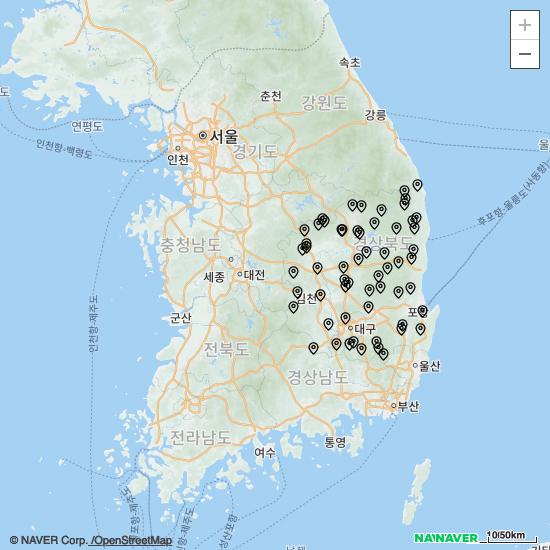 +
−
속초
춘천
강원도
강릉
도
연평도
서울
인천
경기도
인천항-백령도
울
후포항-울릉도(사동항)
충청남도
경상북도
세종
대전
김천
인천항-제주도
군산
포항
대구
전라북도
경상남도
울산
부산
전라남도
통영
여수
© NAVER Corp. /OpenStreetMap
NAVER
10/50km